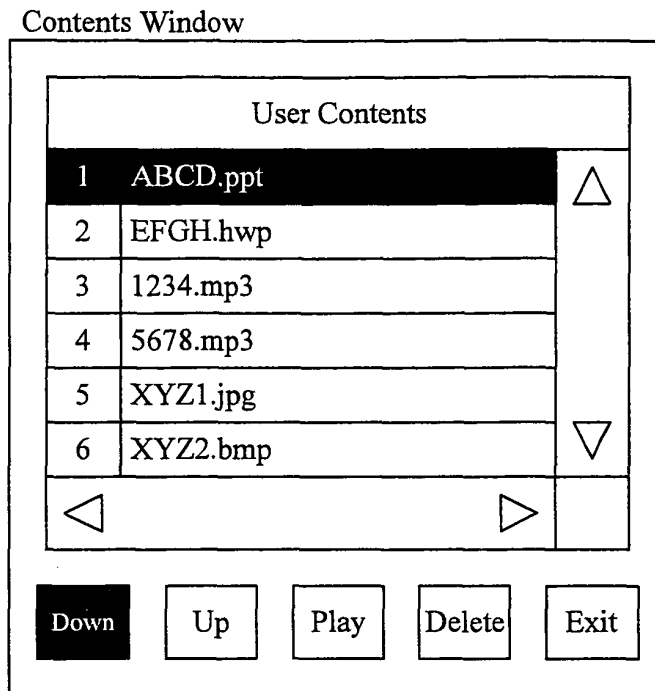 Contents Window
User Contents
1 ABCD.ppt
2 EFGH.hwp
3 1234.mp3
4 5678.mp3
5 XYZ1.jpg
6 XYZ2.bmp
Down Up Play Delete Exit